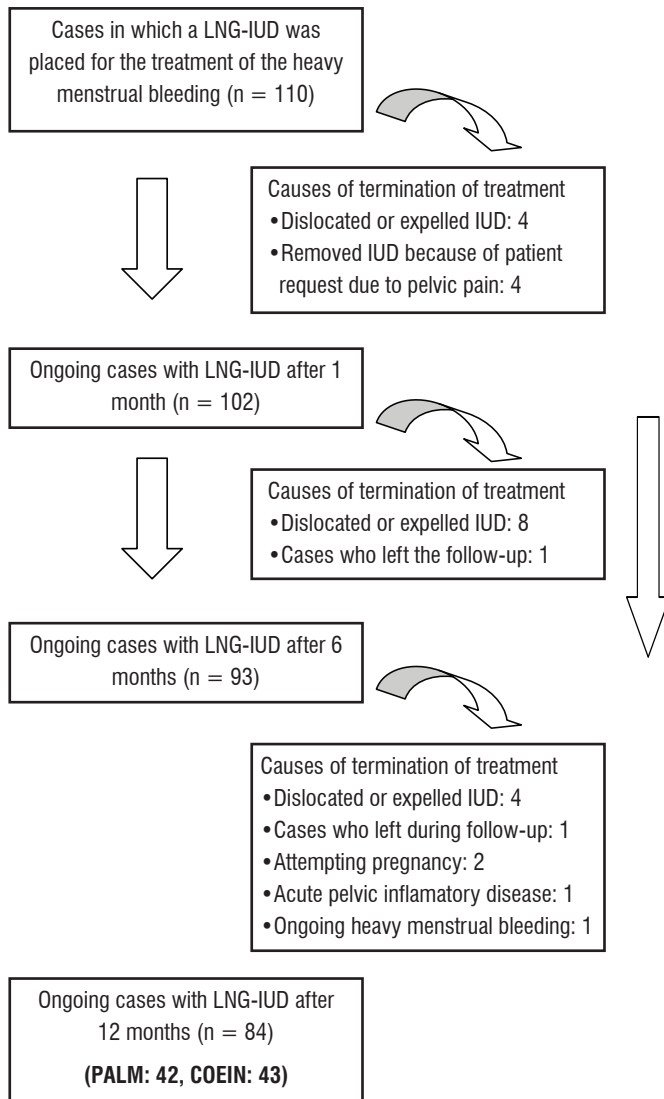 Cases in which a LNG-IUD was
placed for the treatment of the heavy
menstrual bleeding (n = 110)
Causes of termination of treatment
•Dislocated or expelled IUD: 4
•Removed IUD because of patient
request due to pelvic pain: 4
Ongoing cases with LNG-IUD after 1
month (n = 102)
Causes of termination of treatment
•Dislocated or expelled IUD: 8
•Cases who left the follow-up: 1
Ongoing cases with LNG-IUD after 6
months (n = 93)
Causes of termination of treatment
•Dislocated or expelled IUD: 4
•Cases who left during follow-up: 1
•Attempting pregnancy: 2
•Acute pelvic inflamatory disease: 1
•Ongoing heavy menstrual bleeding: 1
Ongoing cases with LNG-IUD after
12 months (n = 84)
(PALM: 42, COEIN: 43)